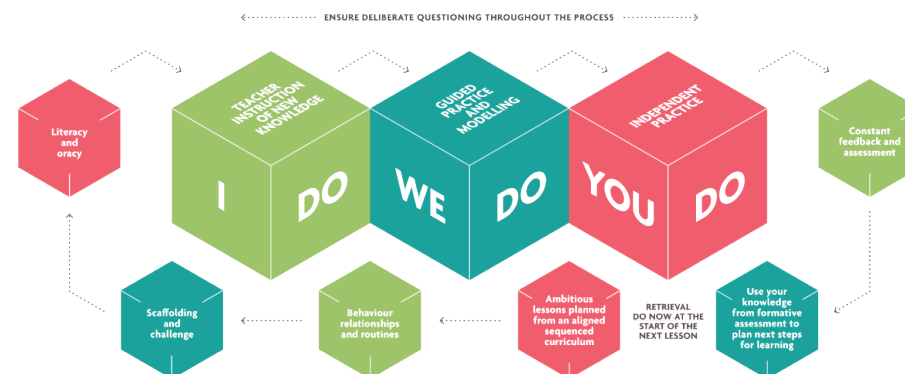 ENSURE DELIBERATE QUESTIONING THROUGHOUT THE PROCESS
Literacy
and
oracy
TEACHER
INSTRUCTION
OF NEW
KNOWLEDGE
I DO
GUIDED
PRACTICE
AND
MODELLING
WE DO
INDEPENDENT
PRACTICE
YOU DO
Constant
feedback and
assessment
Scaffolding
and
challenge
Behaviour
relationships
and routines
Ambitious
lessons planned
from an aligned
sequenced
curriculum
RETRIEVAL
DO NOW AT THE
START OF THE
NEXT LESSON
Use your
knowledge
from formative
assessment to
plan next steps
for learning